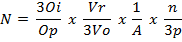 N = 3Oi/Op x Vr/3Vo x 1/A x n/3p